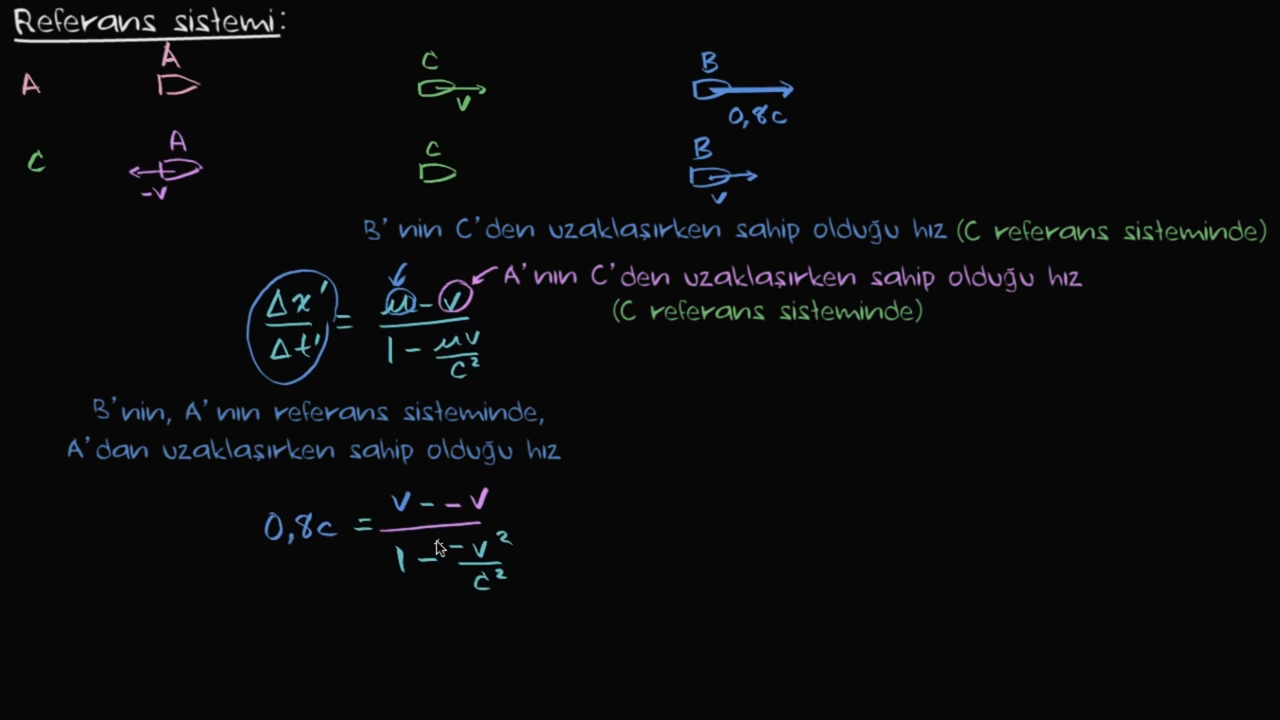 Referans sistemi:
A A C B
v 0,8c
C A C B
-v v
B'nin C'den uzaklaşırken sahip olduğu hız (C referans sisteminde)
A'nın C'den uzaklaşırken sahip olduğu hız
(C referans sisteminde)
Δx'/Δt' = (u - v)/(1 - uv/c²)
B'nin, A'nın referans sisteminde,
A'dan uzaklaşırken sahip olduğu hız
0,8c = (v - -v)/(1 - -v²/c²)